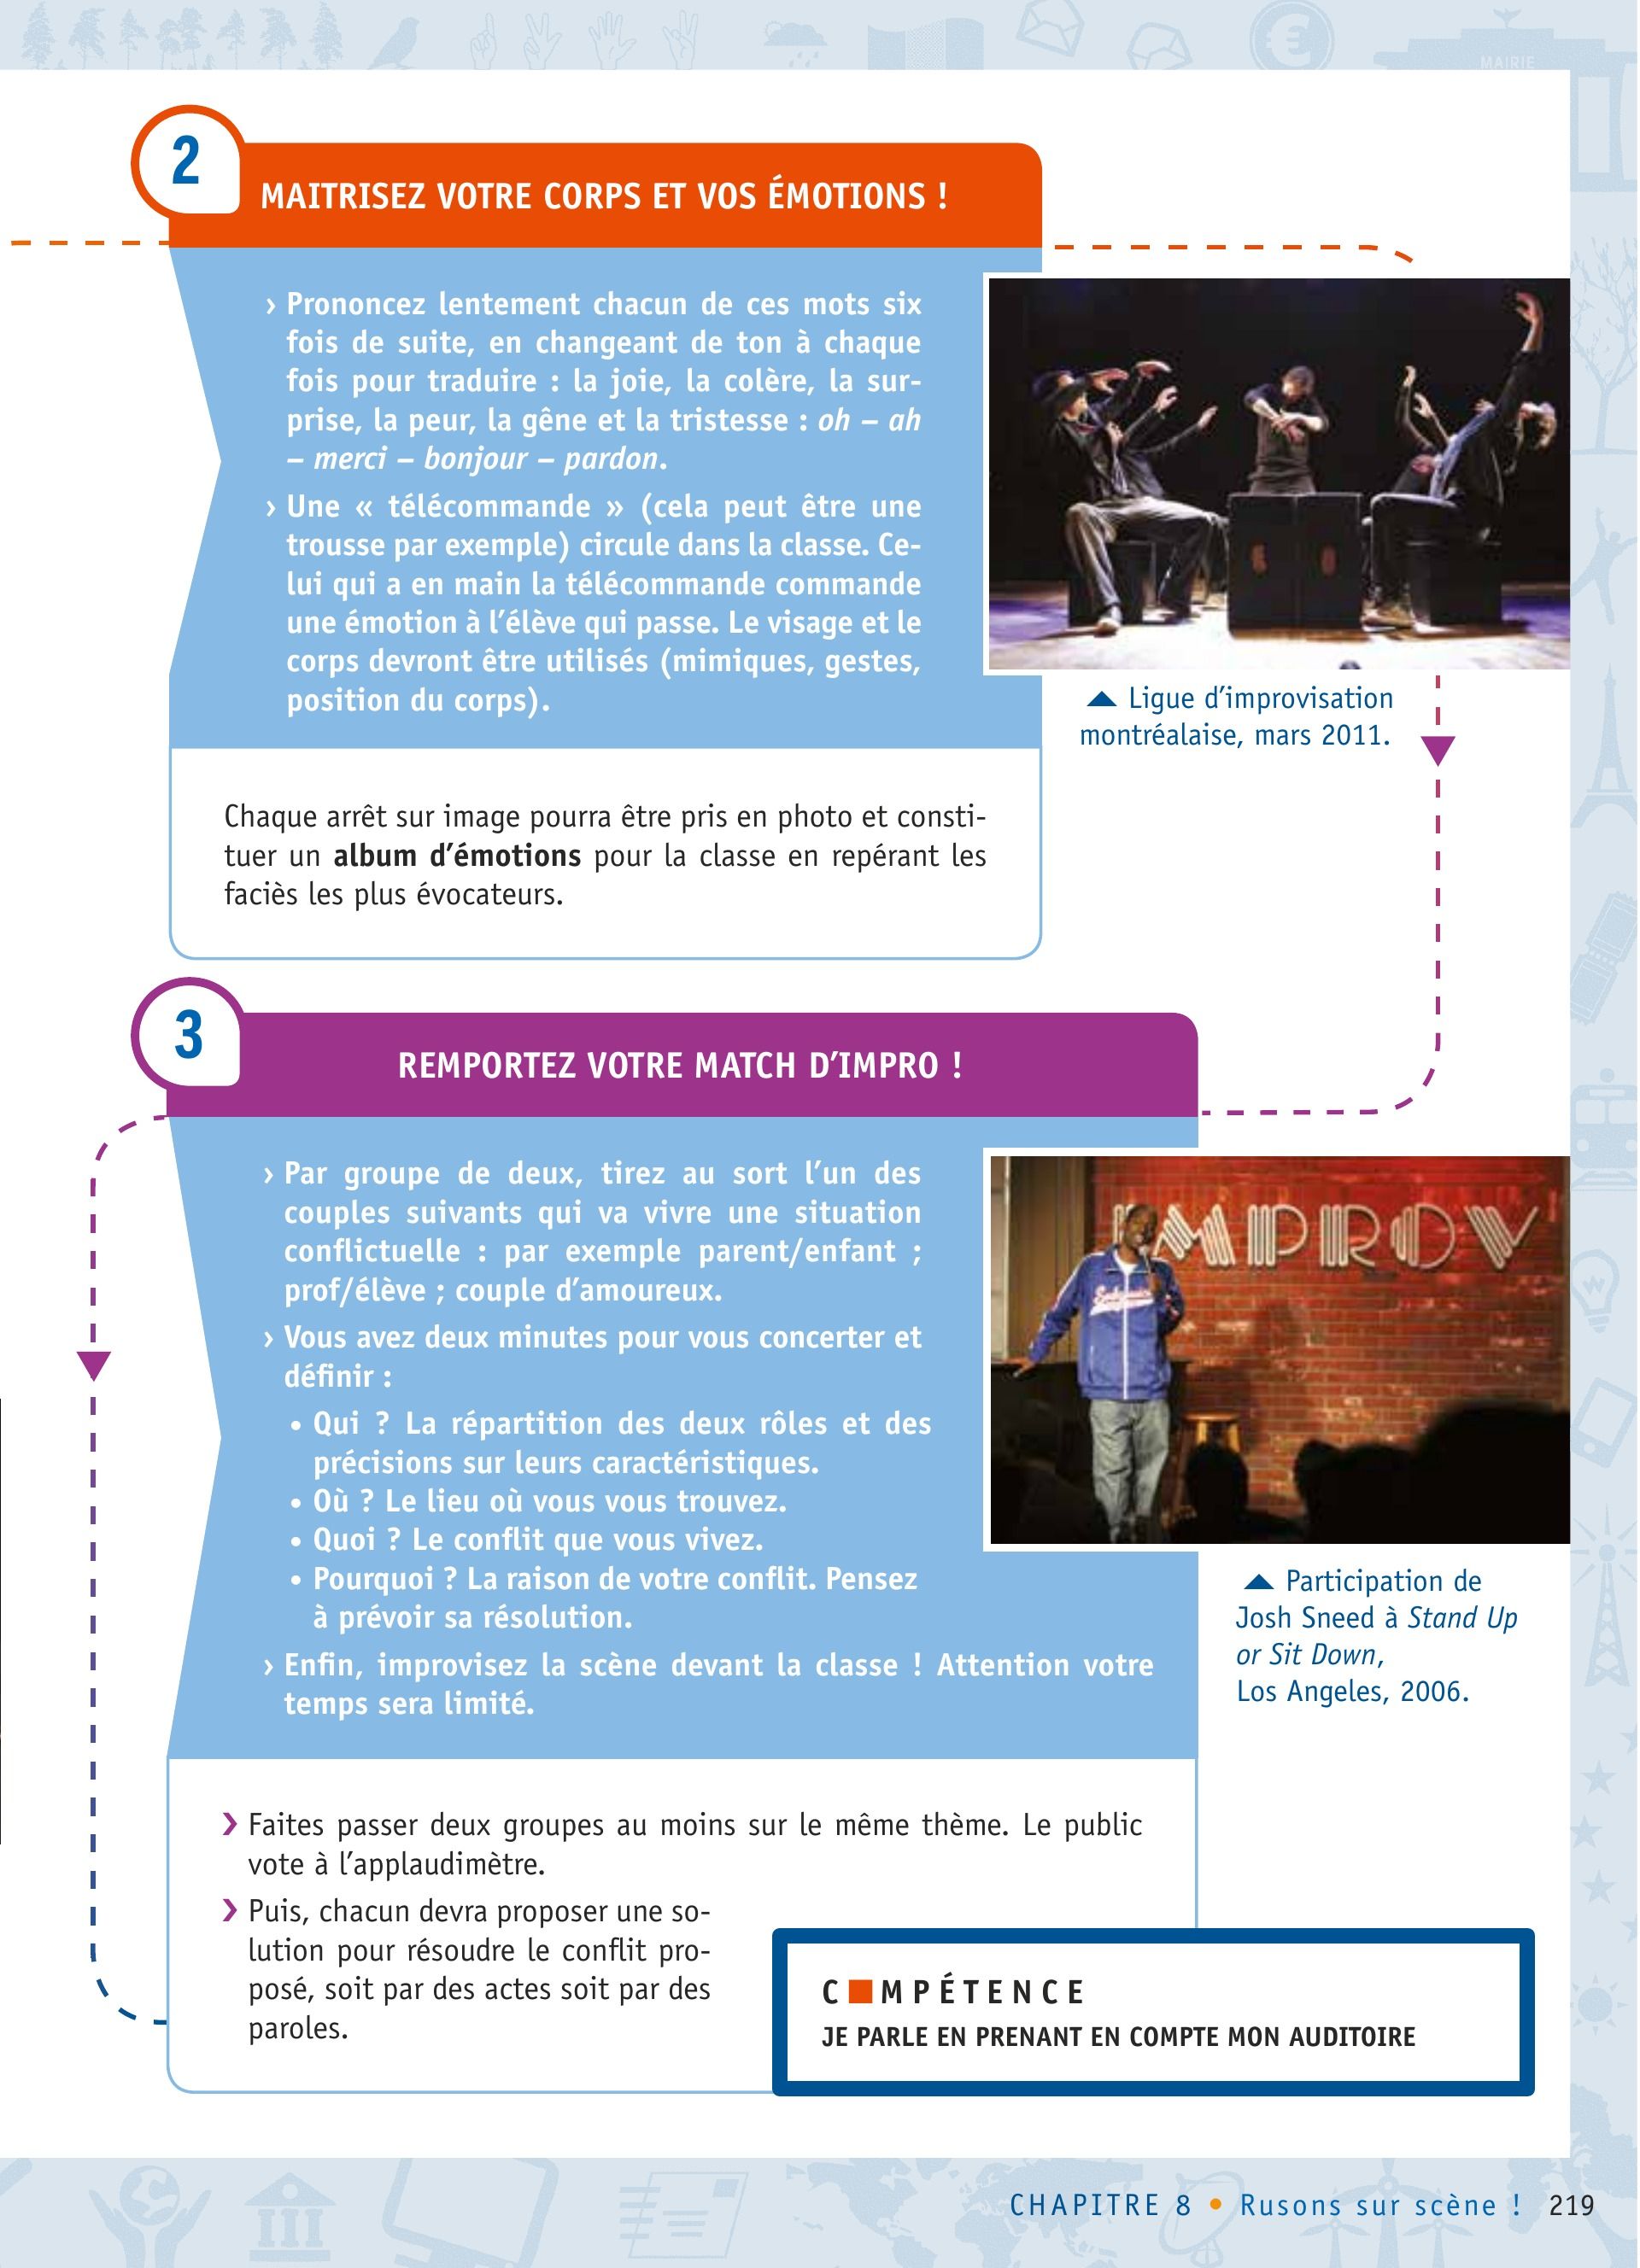 MAIRIE
2
MAITRISEZ VOTRE CORPS ET VOS ÉMOTIONS !
› Prononcez lentement chacun de ces mots six
fois de suite, en changeant de ton à chaque
fois pour traduire : la joie, la colère, la sur-
prise, la peur, la gêne et la tristesse : oh – ah
– merci – bonjour – pardon.
› Une « télécommande » (cela peut être une
trousse par exemple) circule dans la classe. Ce-
lui qui a en main la télécommande commande
une émotion à l’élève qui passe. Le visage et le
corps devront être utilisés (mimiques, gestes,
position du corps).
Ligue d’improvisation
montréalaise, mars 2011.
Chaque arrêt sur image pourra être pris en photo et consti-
tuer un album d’émotions pour la classe en repérant les
faciès les plus évocateurs.
3
REMPORTEZ VOTRE MATCH D’IMPRO !
› Par groupe de deux, tirez au sort l’un des
couples suivants qui va vivre une situation
conflictuelle : par exemple parent/enfant ;
prof/élève ; couple d’amoureux.
› Vous avez deux minutes pour vous concerter et
définir :
• Qui ? La répartition des deux rôles et des
précisions sur leurs caractéristiques.
• Où ? Le lieu où vous vous trouvez.
• Quoi ? Le conflit que vous vivez.
• Pourquoi ? La raison de votre conflit. Pensez
à prévoir sa résolution.
› Enfin, improvisez la scène devant la classe ! Attention votre
temps sera limité.
IMPROV
Participation de
Josh Sneed à Stand Up
or Sit Down,
Los Angeles, 2006.
› Faites passer deux groupes au moins sur le même thème. Le public
vote à l’applaudimètre.
› Puis, chacun devra proposer une so-
lution pour résoudre le conflit pro-
posé, soit par des actes soit par des
paroles.
C■MPÉTENCE
JE PARLE EN PRENANT EN COMPTE MON AUDITOIRE
CHAPITRE 8 • Rusons sur scène ! 219